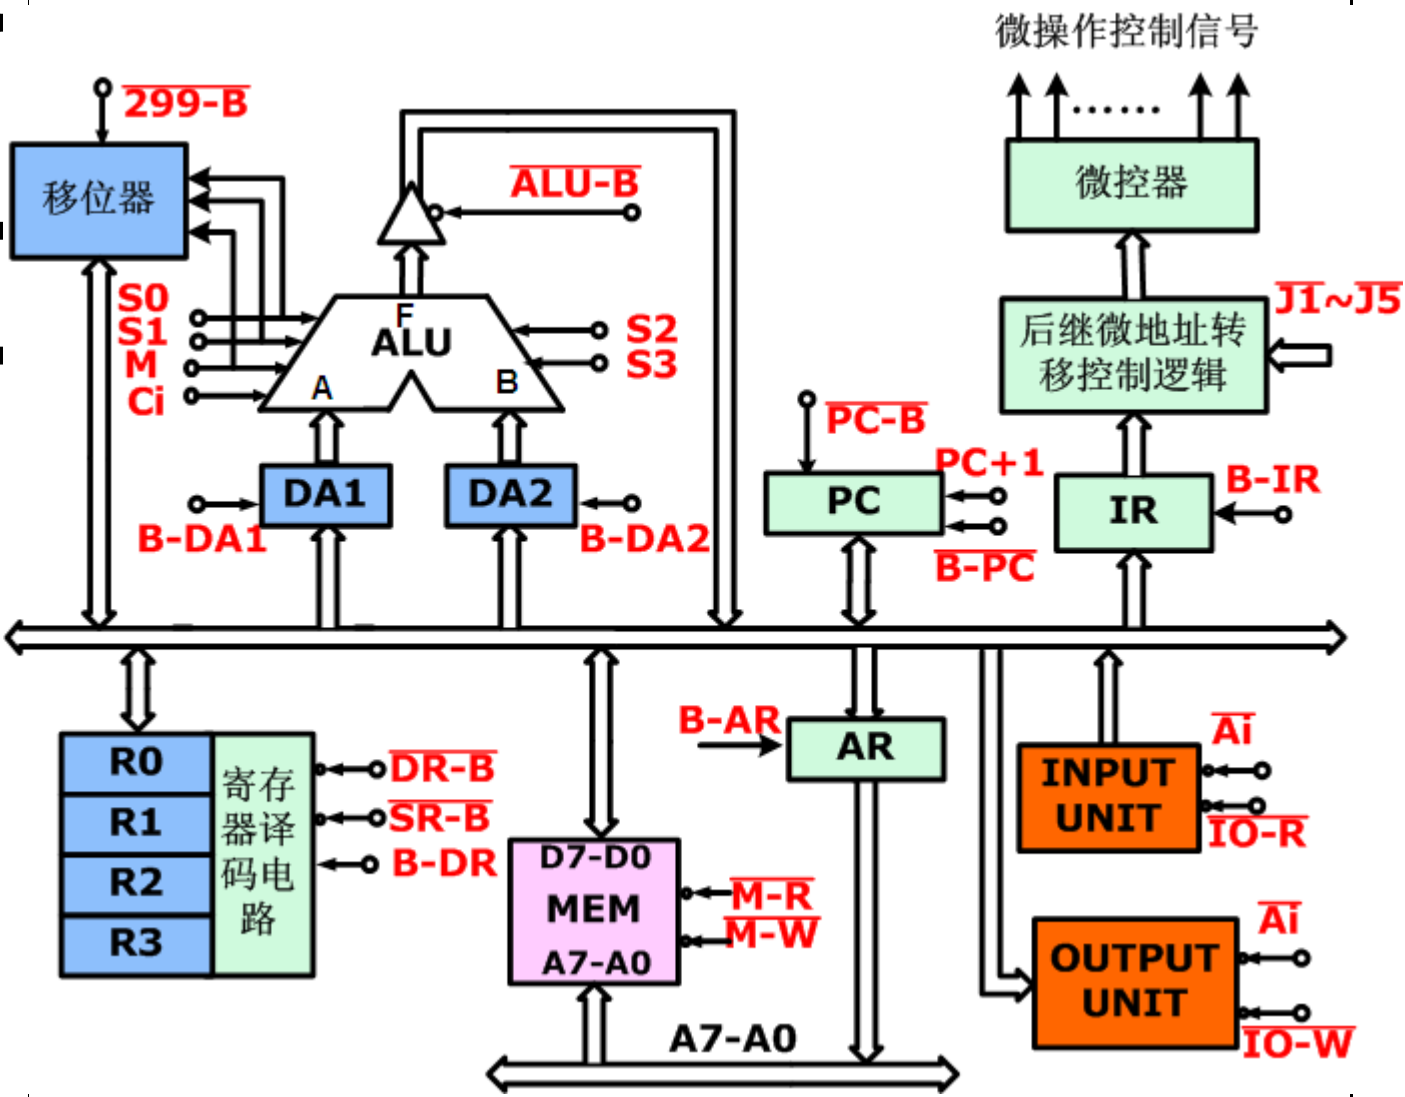 微操作控制信号
……
299-B
移位器
ALU-B
微控器
S0
S1
M
Ci
F
ALU
A
B
S2
S3
后继微地址转
移控制逻辑
J1~J5
PC-B
PC+1
PC
B-PC
IR
B-IR
DA1
DA2
B-DA1
B-DA2
R0
R1
R2
R3
寄存
器译
码电
路
DR-B
SR-B
B-DR
B-AR
AR
D7-D0
MEM
A7-A0
M-R
M-W
A7-A0
INPUT
UNIT
Ai
IO-R
OUTPUT
UNIT
Ai
IO-W